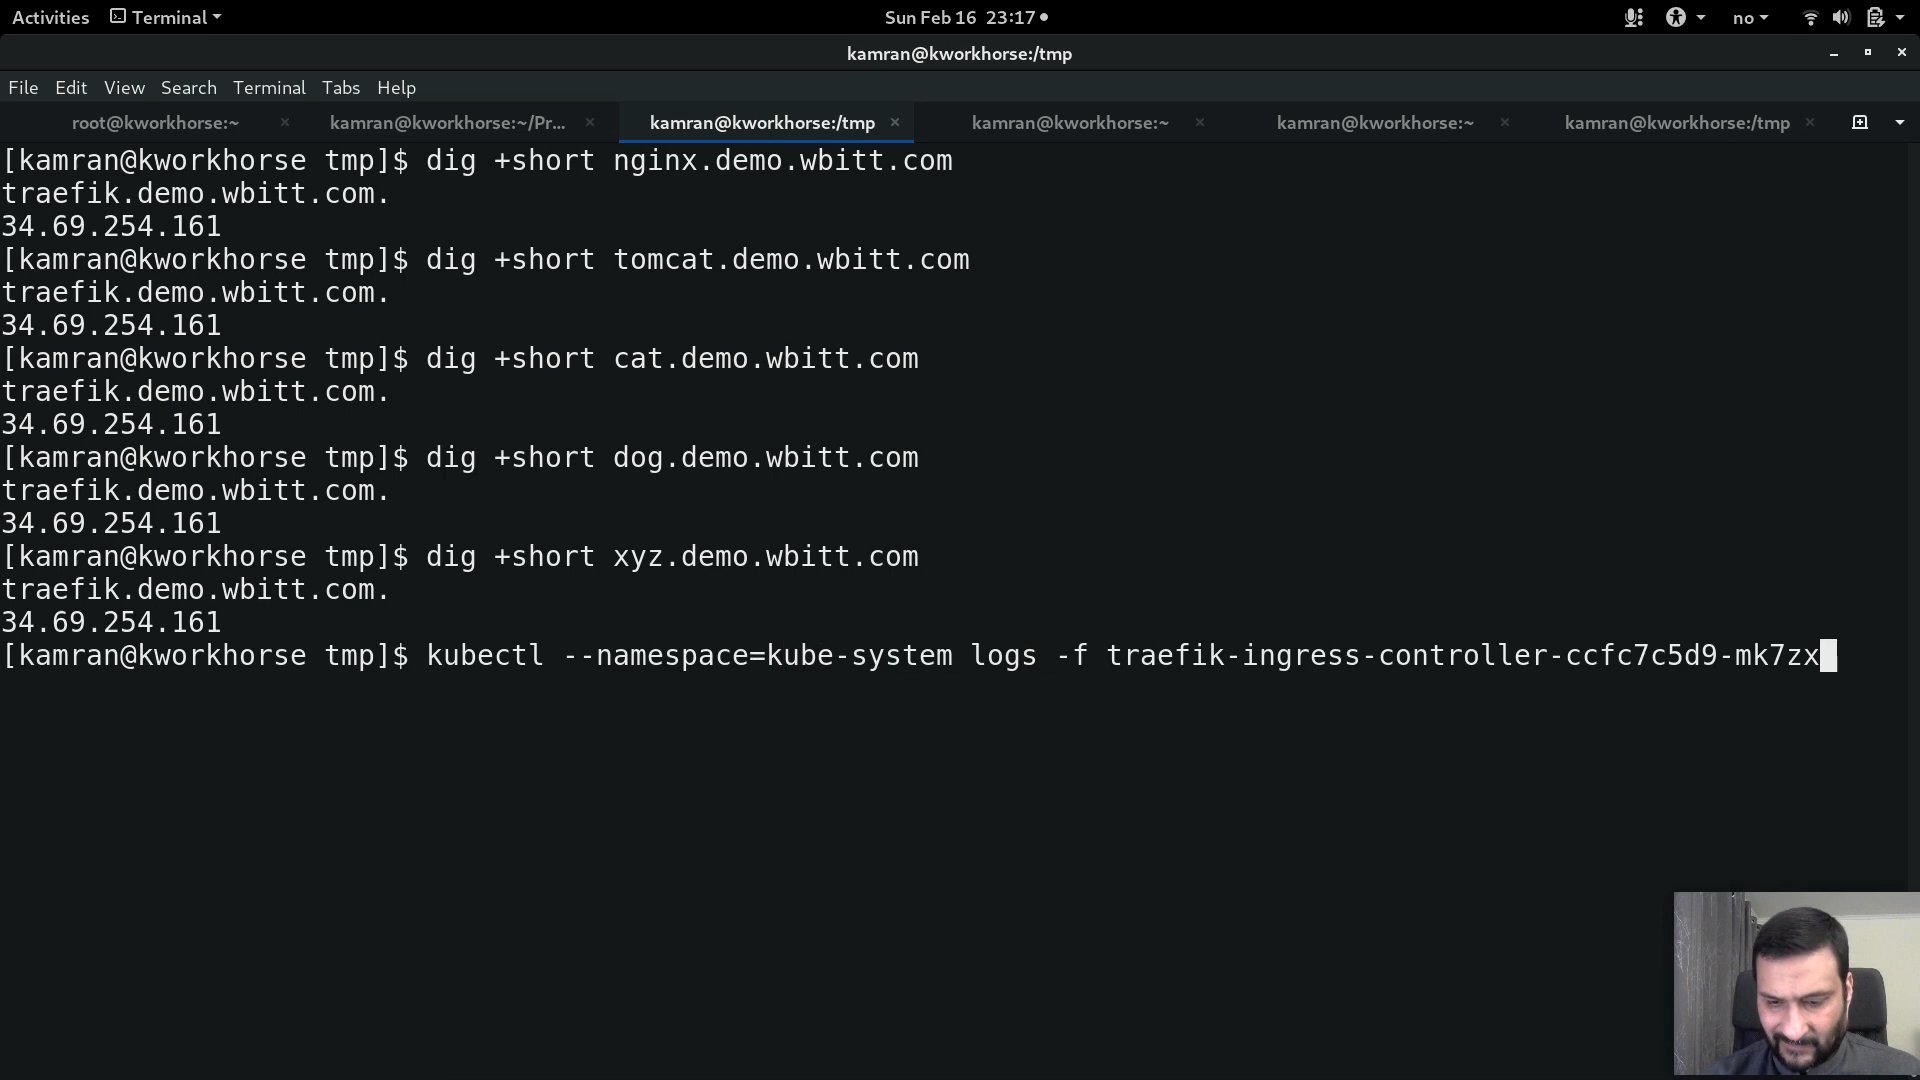 Activities Terminal Sun Feb 16 23:17 no
kamran@kworkhorse:/tmp
File Edit View Search Terminal Tabs Help
root@kworkhorse:~ kamran@kworkhorse:~/Pr... kamran@kworkhorse:/tmp kamran@kworkhorse:~ kamran@kworkhorse:~ kamran@kworkhorse:/tmp
[kamran@kworkhorse tmp]$ dig +short nginx.demo.wbitt.com
traefik.demo.wbitt.com.
34.69.254.161
[kamran@kworkhorse tmp]$ dig +short tomcat.demo.wbitt.com
traefik.demo.wbitt.com.
34.69.254.161
[kamran@kworkhorse tmp]$ dig +short cat.demo.wbitt.com
traefik.demo.wbitt.com.
34.69.254.161
[kamran@kworkhorse tmp]$ dig +short dog.demo.wbitt.com
traefik.demo.wbitt.com.
34.69.254.161
[kamran@kworkhorse tmp]$ dig +short xyz.demo.wbitt.com
traefik.demo.wbitt.com.
34.69.254.161
[kamran@kworkhorse tmp]$ kubectl --namespace=kube-system logs -f traefik-ingress-controller-ccfc7c5d9-mk7zx